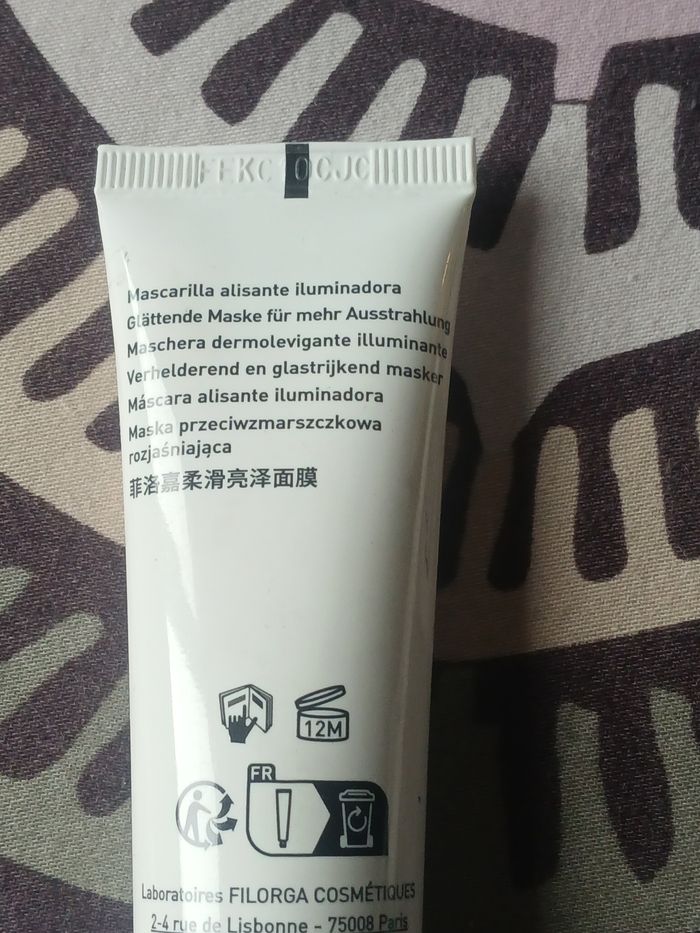 Mascarilla alisante iluminadora
Glättende Maske für mehr Ausstrahlung
Maschera dermolevigante illuminante
Verhelderend en glastrijkend masker
Máscara alisante iluminadora
Maska przeciwzmarszczkowa
rozjaśniająca
菲洛嘉柔滑亮泽面膜
12M
FR
Laboratoires FILORGA COSMÉTIQUES
2-4 rue de Lisbonne - 75008 Paris